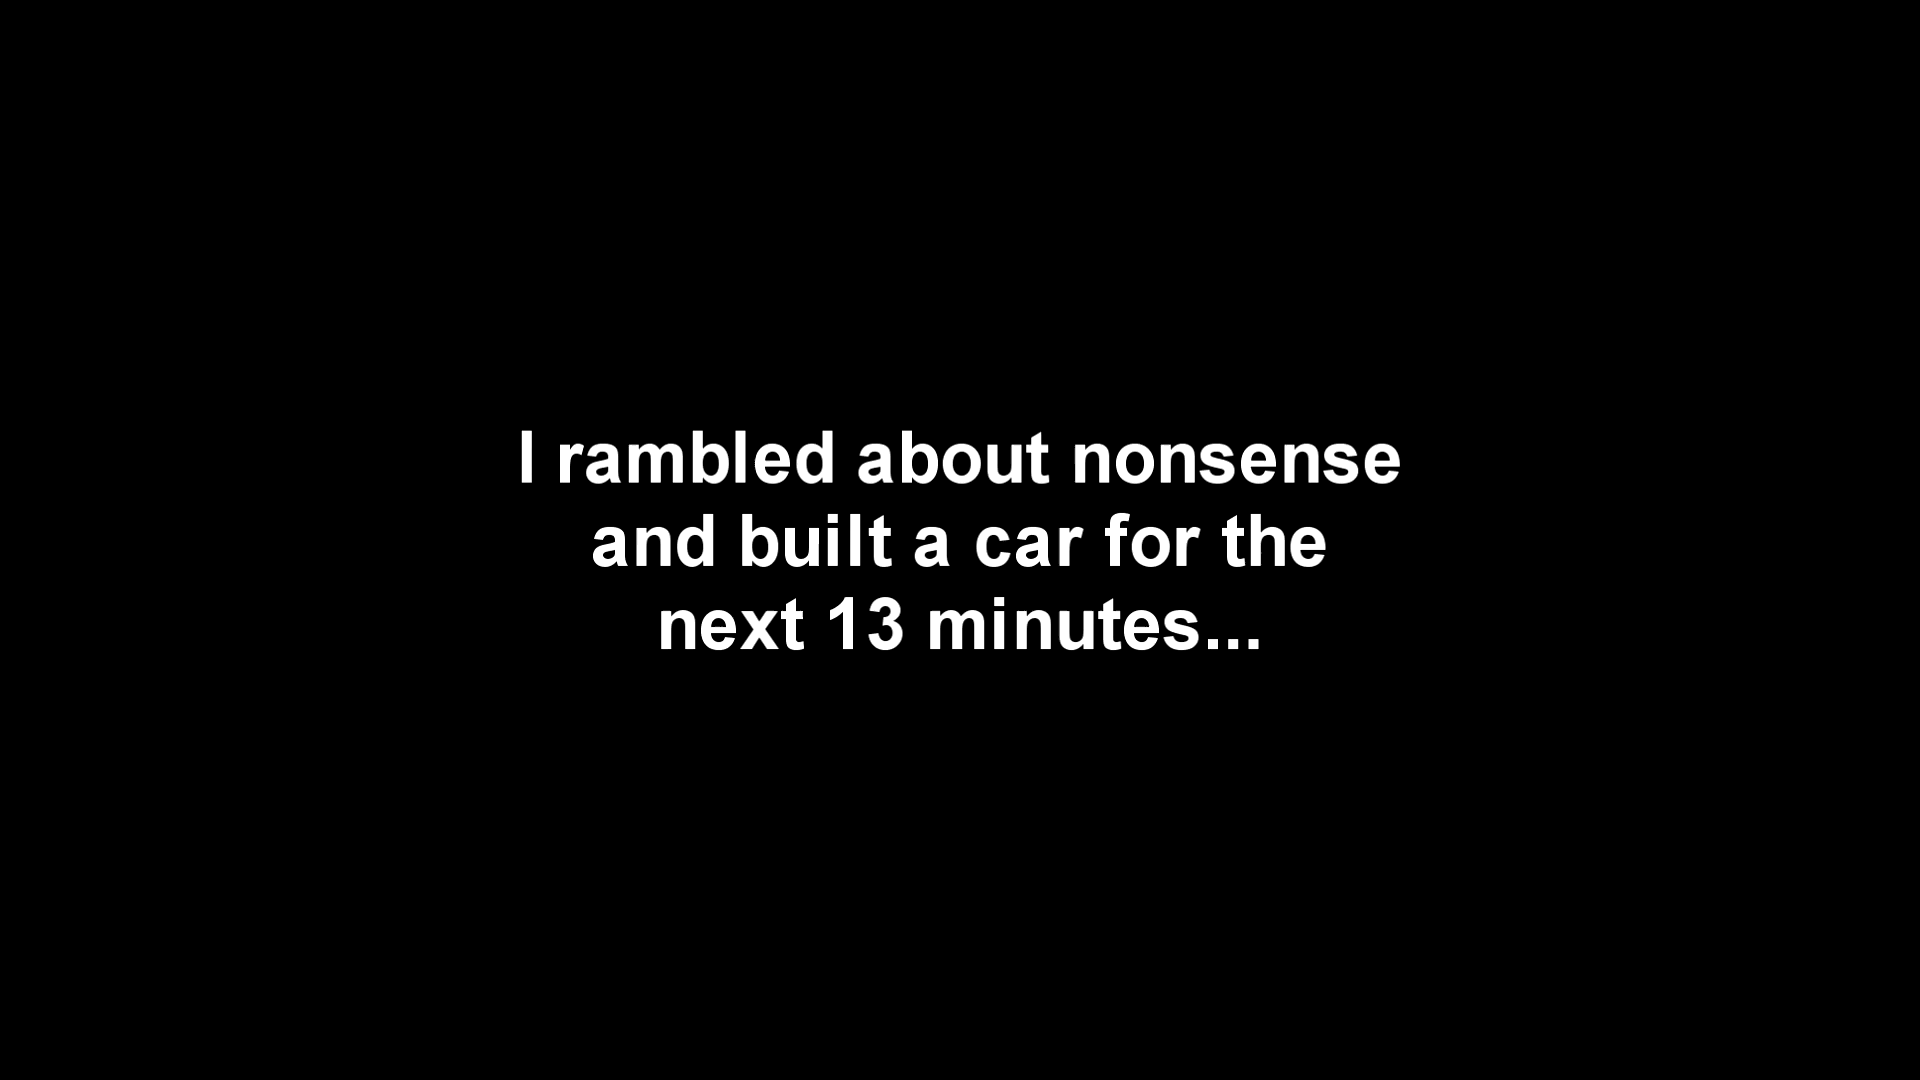 I rambled about nonsense
and built a car for the
next 13 minutes...